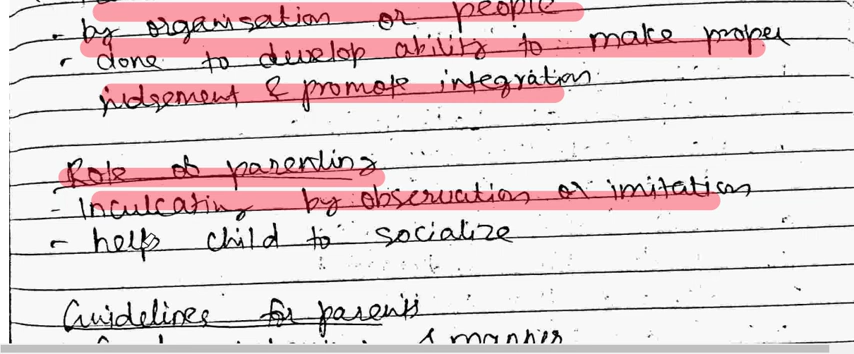 - by organisation or people
- done to develop ability to make proper
judgement & promote integration
Role of parenting
- Inculcating by observation or imitation
- helps child to socialize
Guidelines for parents
& manner